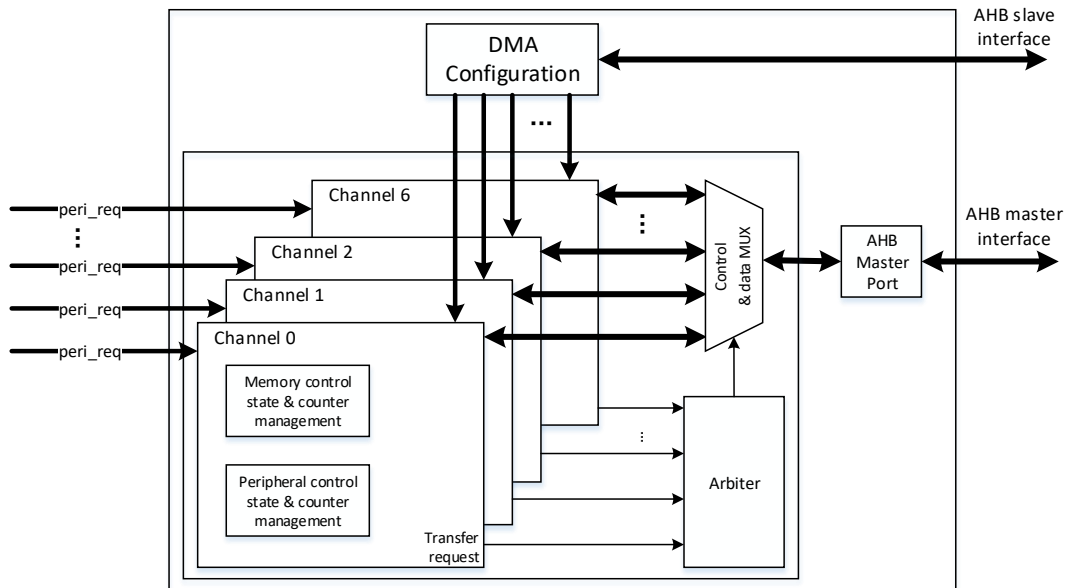 AHB slave
interface
DMA
Configuration
...
Channel 6
peri_req
...
...
Channel 2
peri_req
Channel 1
peri_req
Channel 0
peri_req
Control
& data MUX
AHB
Master
Port
AHB master
interface
Memory control
state & counter
management
Peripheral control
state & counter
management
...
Arbiter
Transfer
request